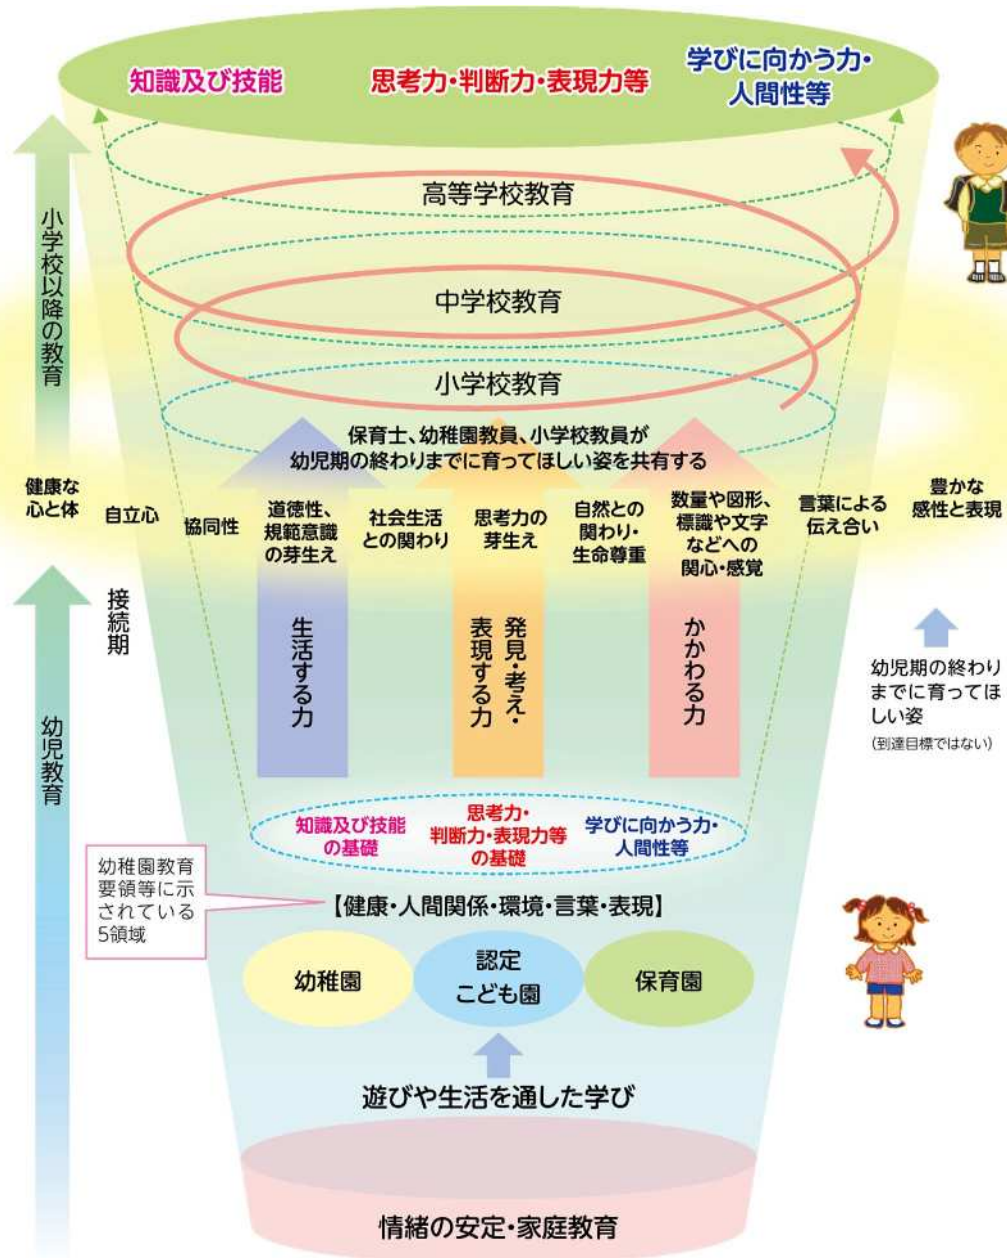 知識及び技能
思考力・判断力・表現力等
学びに向かう力・
人間性等
小学校以降の教育
高等学校教育
中学校教育
小学校教育
保育士、幼稚園教員、小学校教員が
幼児期の終わりまでに育ってほしい姿を共有する
健康な
心と体
自立心
協同性
道徳性、
規範意識
の芽生え
社会生活
との関わり
思考力の
芽生え
自然との
関わり・
生命尊重
数量や図形、
標識や文字
などへの
関心・感覚
言葉による
伝え合い
豊かな
感性と表現
接続期
幼児教育
生活する力
発見・考え・
表現する力
かかわる力
幼児期の終わり
までに育ってほ
しい姿
(到達目標ではない)
知識及び技能
の基礎
思考力・
判断力・表現力等
の基礎
学びに向かう力・
人間性等
幼稚園教育
要領等に示
されている
5領域
【健康・人間関係・環境・言葉・表現】
幼稚園
認定
こども園
保育園
遊びや生活を通した学び
情緒の安定・家庭教育